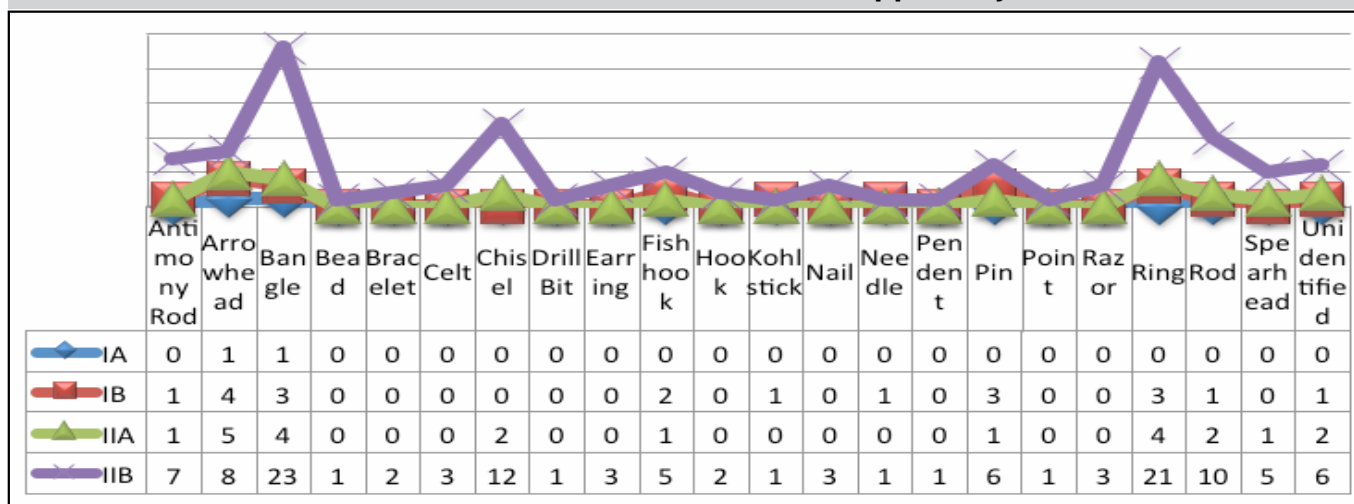 Anti
mo
ny
Rod
Arro
whe
ad
Ban
gle
Bea
d
Brac
elet
Celt
Chis
el
Drill
Bit
Earr
ing
Fish
hoo
k
Hoo
k
Kohl
stick
Nail
Nee
dle
Pen
den
t
Pin
Poin
t
Raz
or
Ring
Rod
Spe
arh
ead
Uni
den
tifie
d
IA 0 1 1 0 0 0 0 0 0 0 0 0 0 0 0 0 0 0 0 0 0 0
IB 1 4 3 0 0 0 0 0 0 2 0 1 0 1 0 3 0 0 3 1 0 1
IIA 1 5 4 0 0 0 2 0 0 1 0 0 0 0 0 1 0 0 4 2 1 2
IIB 7 8 23 1 2 3 12 1 3 5 2 1 3 1 1 6 1 3 21 10 5 6